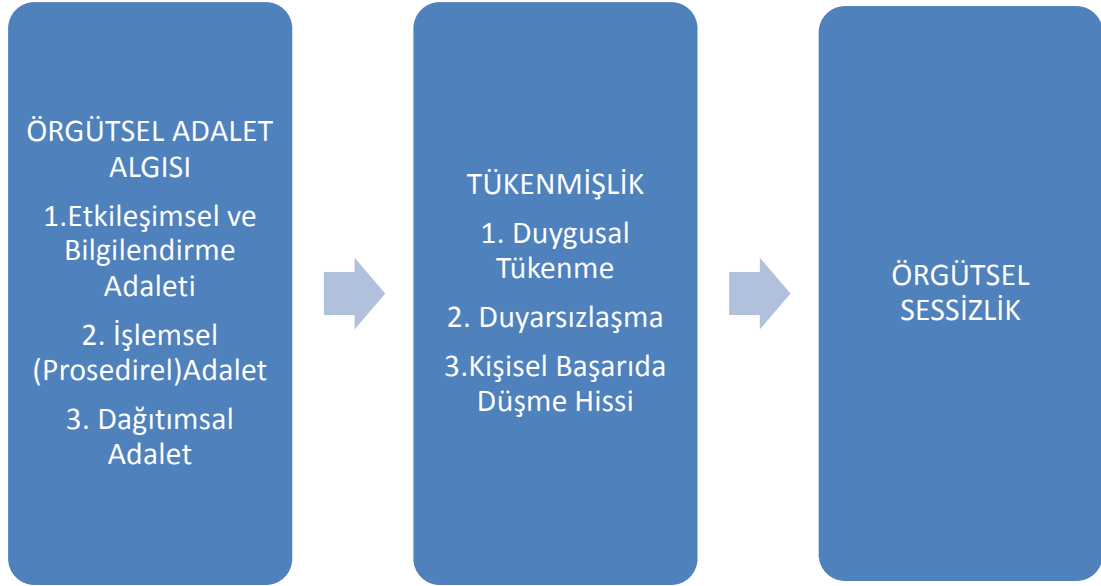 ÖRGÜTSEL ADALET
ALGISI
1.Etkileşimsel ve
Bilgilendirme
Adaleti
2. İşlemsel
(Prosedirel)Adalet
3. Dağıtımsal
Adalet
TÜKENMİŞLİK
1. Duygusal
Tükenme
2. Duyarsızlaşma
3.Kişisel Başarıda
Düşme Hissi
ÖRGÜTSEL
SESSİZLİK